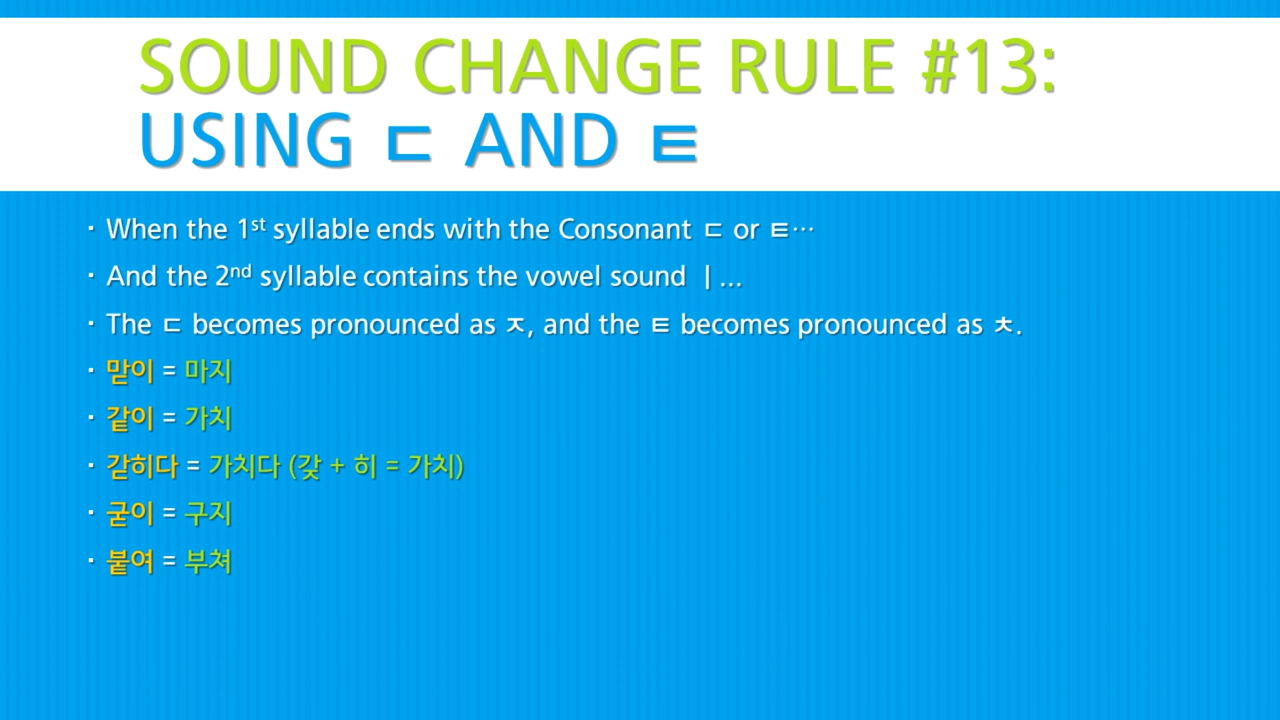 SOUND CHANGE RULE #13:
USING ㄷ AND ㅌ
· When the 1st syllable ends with the Consonant ㄷ or ㅌ…
· And the 2nd syllable contains the vowel sound ㅣ...
· The ㄷ becomes pronounced as ㅈ, and the ㅌ becomes pronounced as ㅊ.
· 맏이 = 마지
· 같이 = 가치
· 갇히다 = 가치다 (갖 + 히 = 가치)
· 굳이 = 구지
· 붙여 = 부쳐